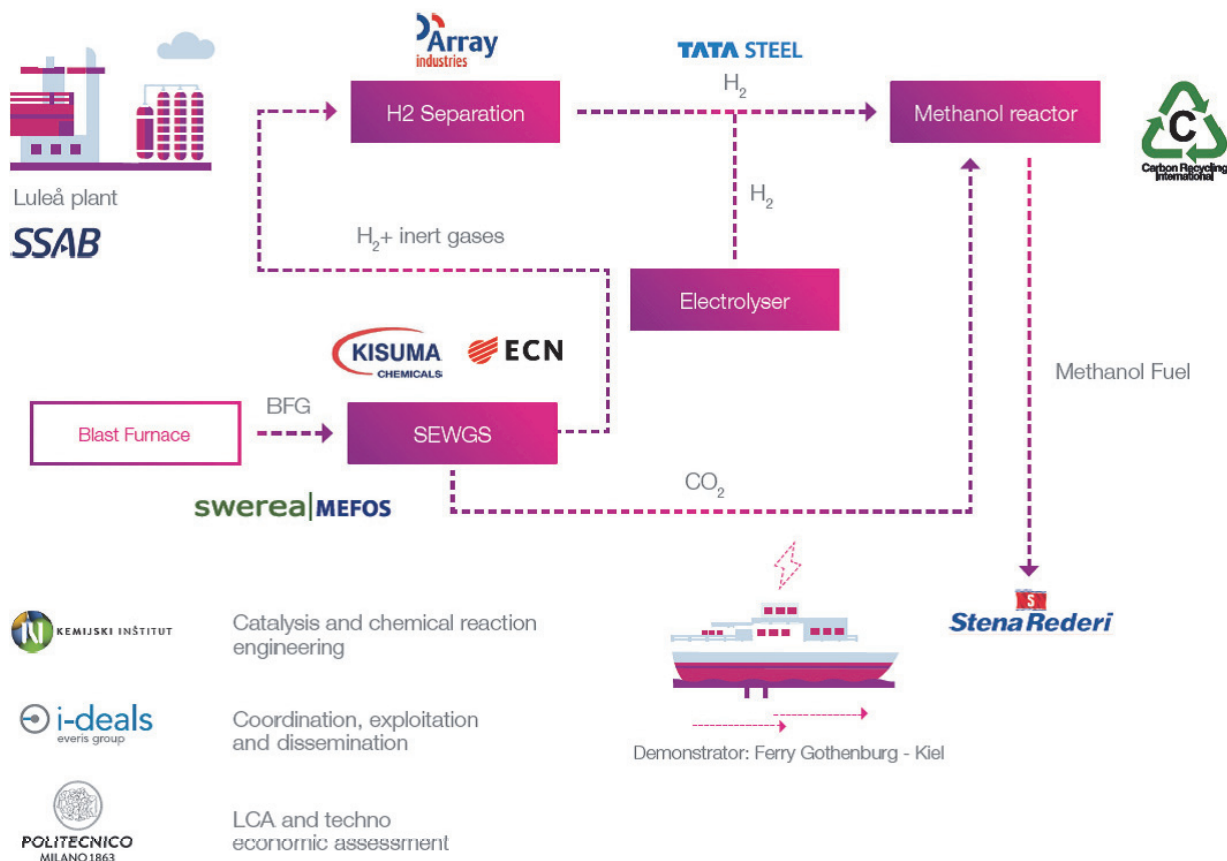 Array
industries
TATA STEEL
H2 Separation
H₂
Methanol reactor
C
Carbon Recycling
International
Luleå plant
SSAB
H₂+ inert gases
H₂
Electrolyser
KISUMA
CHEMICALS
ECN
Methanol Fuel
BFG
Blast Furnace
SEWGS
CO₂
swerea|MEFOS
S
Stena Rederi
KEMIJSKI INŠTITUT
Catalysis and chemical reaction
engineering
i-deals
everis group
Coordination, exploitation
and dissemination
Demonstrator: Ferry Gothenburg - Kiel
POLITECNICO
MILANO 1863
LCA and techno
economic assessment